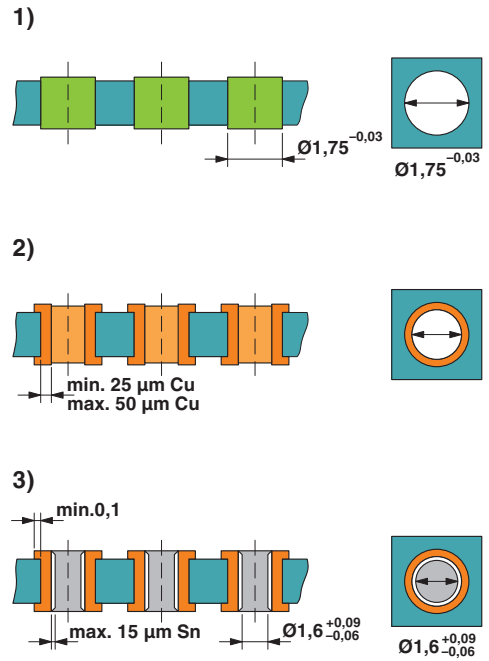 1)
Ø1,75 -0,03
Ø1,75 -0,03
2)
min. 25 µm Cu
max. 50 µm Cu
3)
min.0,1
max. 15 µm Sn
Ø1,6 +0,09 -0,06
Ø1,6 +0,09 -0,06